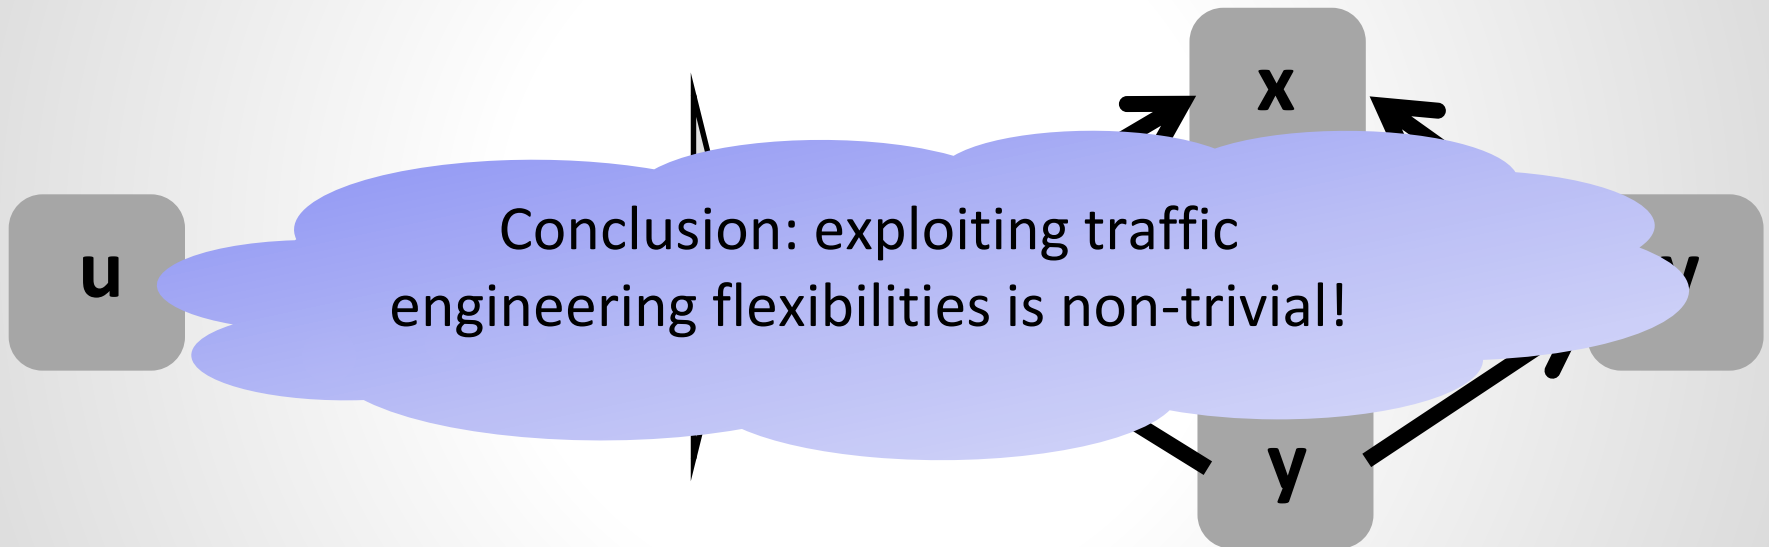 x
u
Conclusion: exploiting traffic
engineering flexibilities is non-trivial!
y